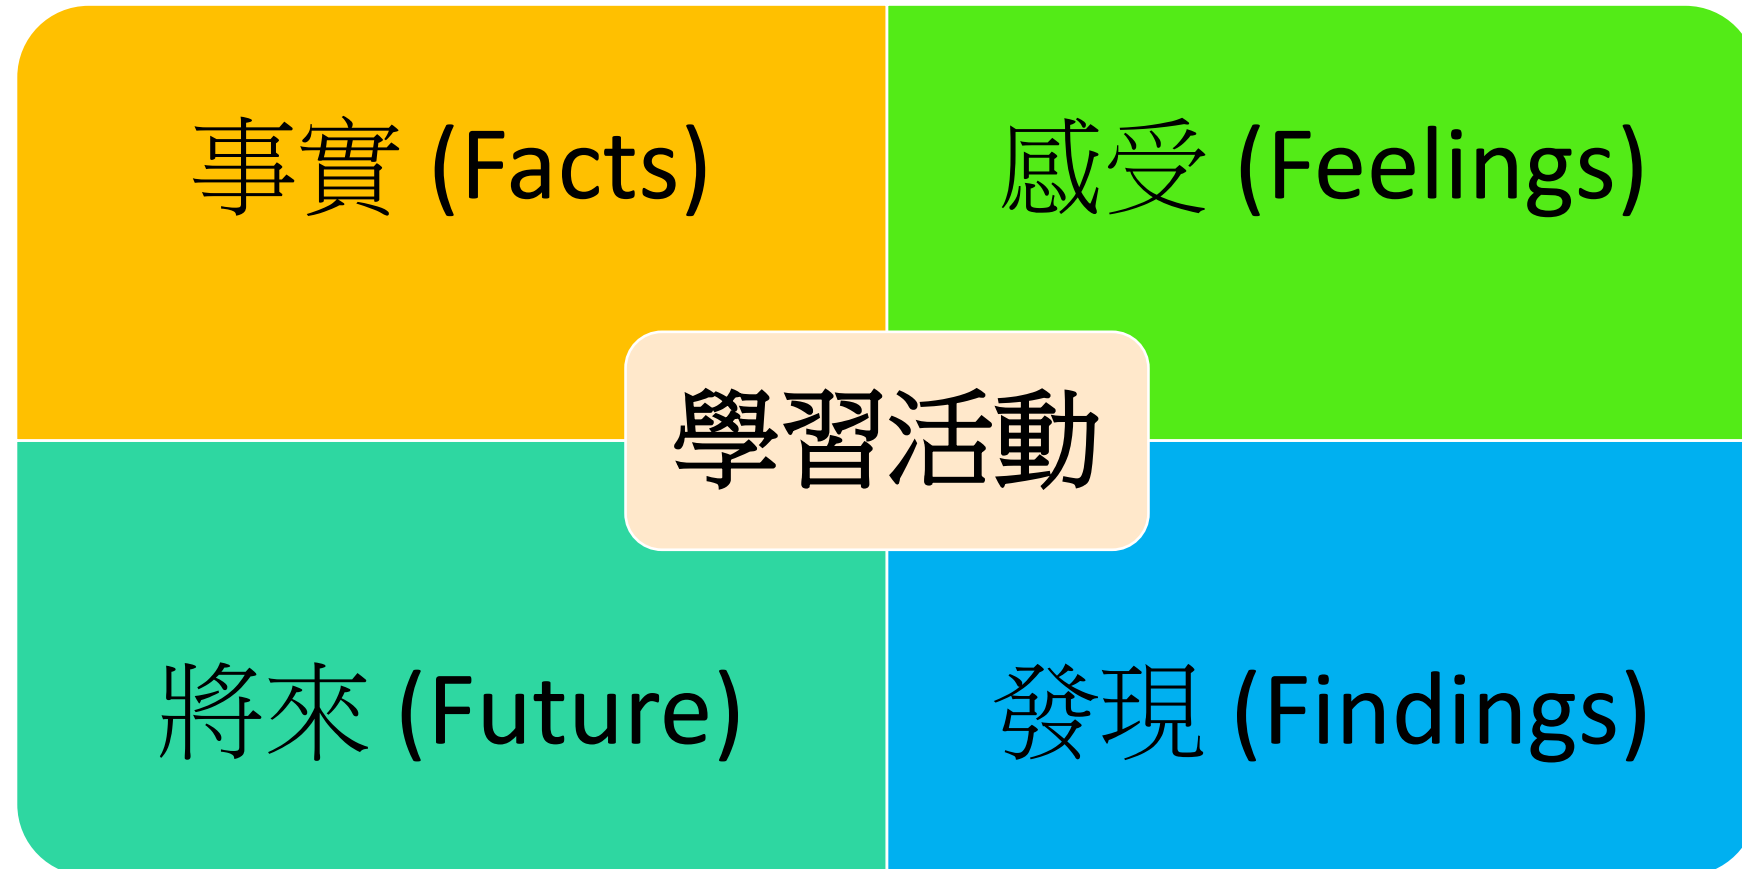 事實 (Facts)
感受 (Feelings)
學習活動
將來 (Future)
發現 (Findings)